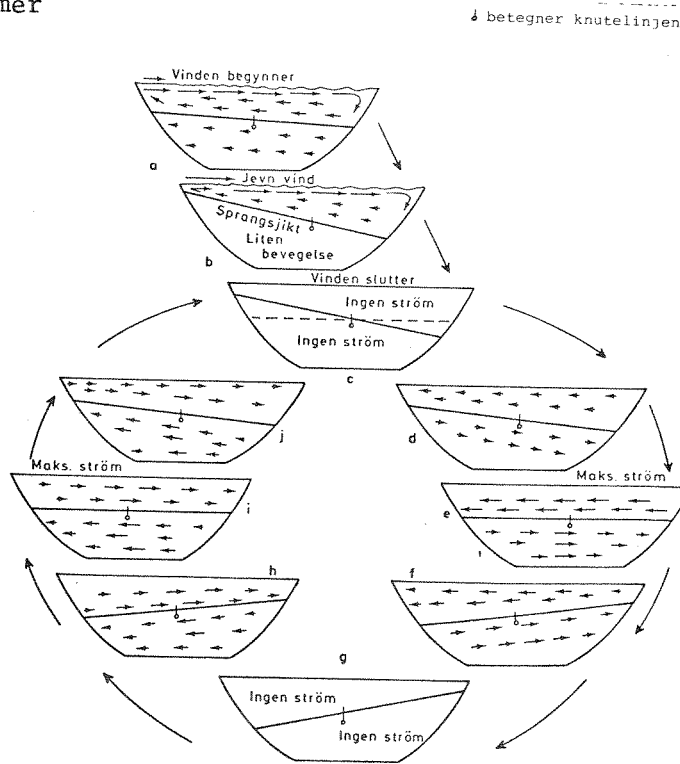 ner
betegner knutelinjen
Vinden begynner
a
Jevn vind
Sprangsjikt
Liten
bevegelse
b
Vinden slutter
Ingen ström
Ingen ström
c
j
d
Maks. ström
i
Maks. ström
e
h
f
g
Ingen ström
Ingen ström